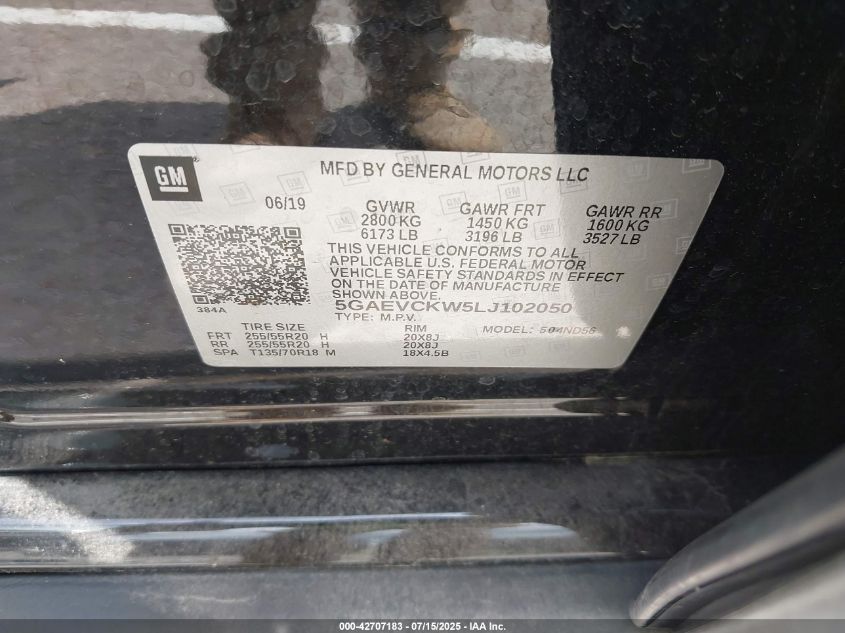 GM
MFD BY GENERAL MOTORS LLC
06/19
GVWR GAWR FRT GAWR RR
2800 KG 1450 KG 1600 KG
6173 LB 3196 LB 3527 LB
THIS VEHICLE CONFORMS TO ALL
APPLICABLE U.S. FEDERAL MOTOR
VEHICLE SAFETY STANDARDS IN EFFECT
ON THE DATE OF MANUFACTURE
SHOWN ABOVE.
384A
5GAEVCKW5LJ102050
TYPE: M.P.V. MODEL: 504ND56
TIRE SIZE RIM
FRT 255/55R20 H 20X8J
RR 255/55R20 H 20X8J
SPA T135/70R18 M 18X4.5B
000-42707183 - 07/15/2025 - IAA Inc.